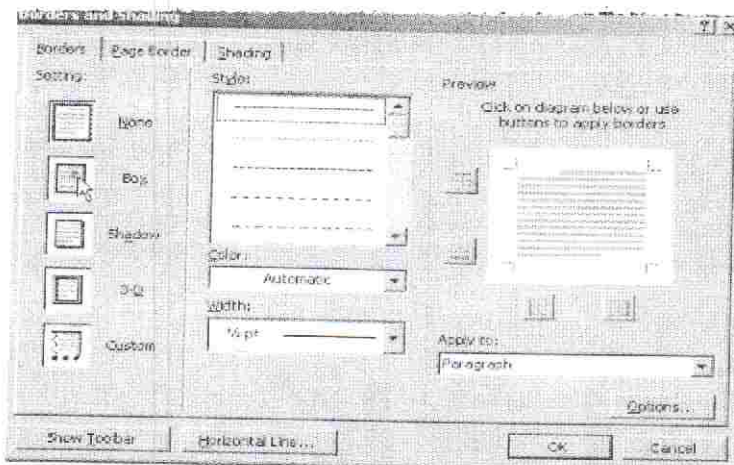 Borders and Shading
? ×
Borders Page Border Shading
Setting:
None
Box
Shadow
3-D
Custom
Style:
Color:
Automatic
Width:
½ pt
Preview
Click on diagram below or use
buttons to apply borders
Apply to:
Paragraph
Options...
Show Toolbar
Horizontal Line...
OK
Cancel